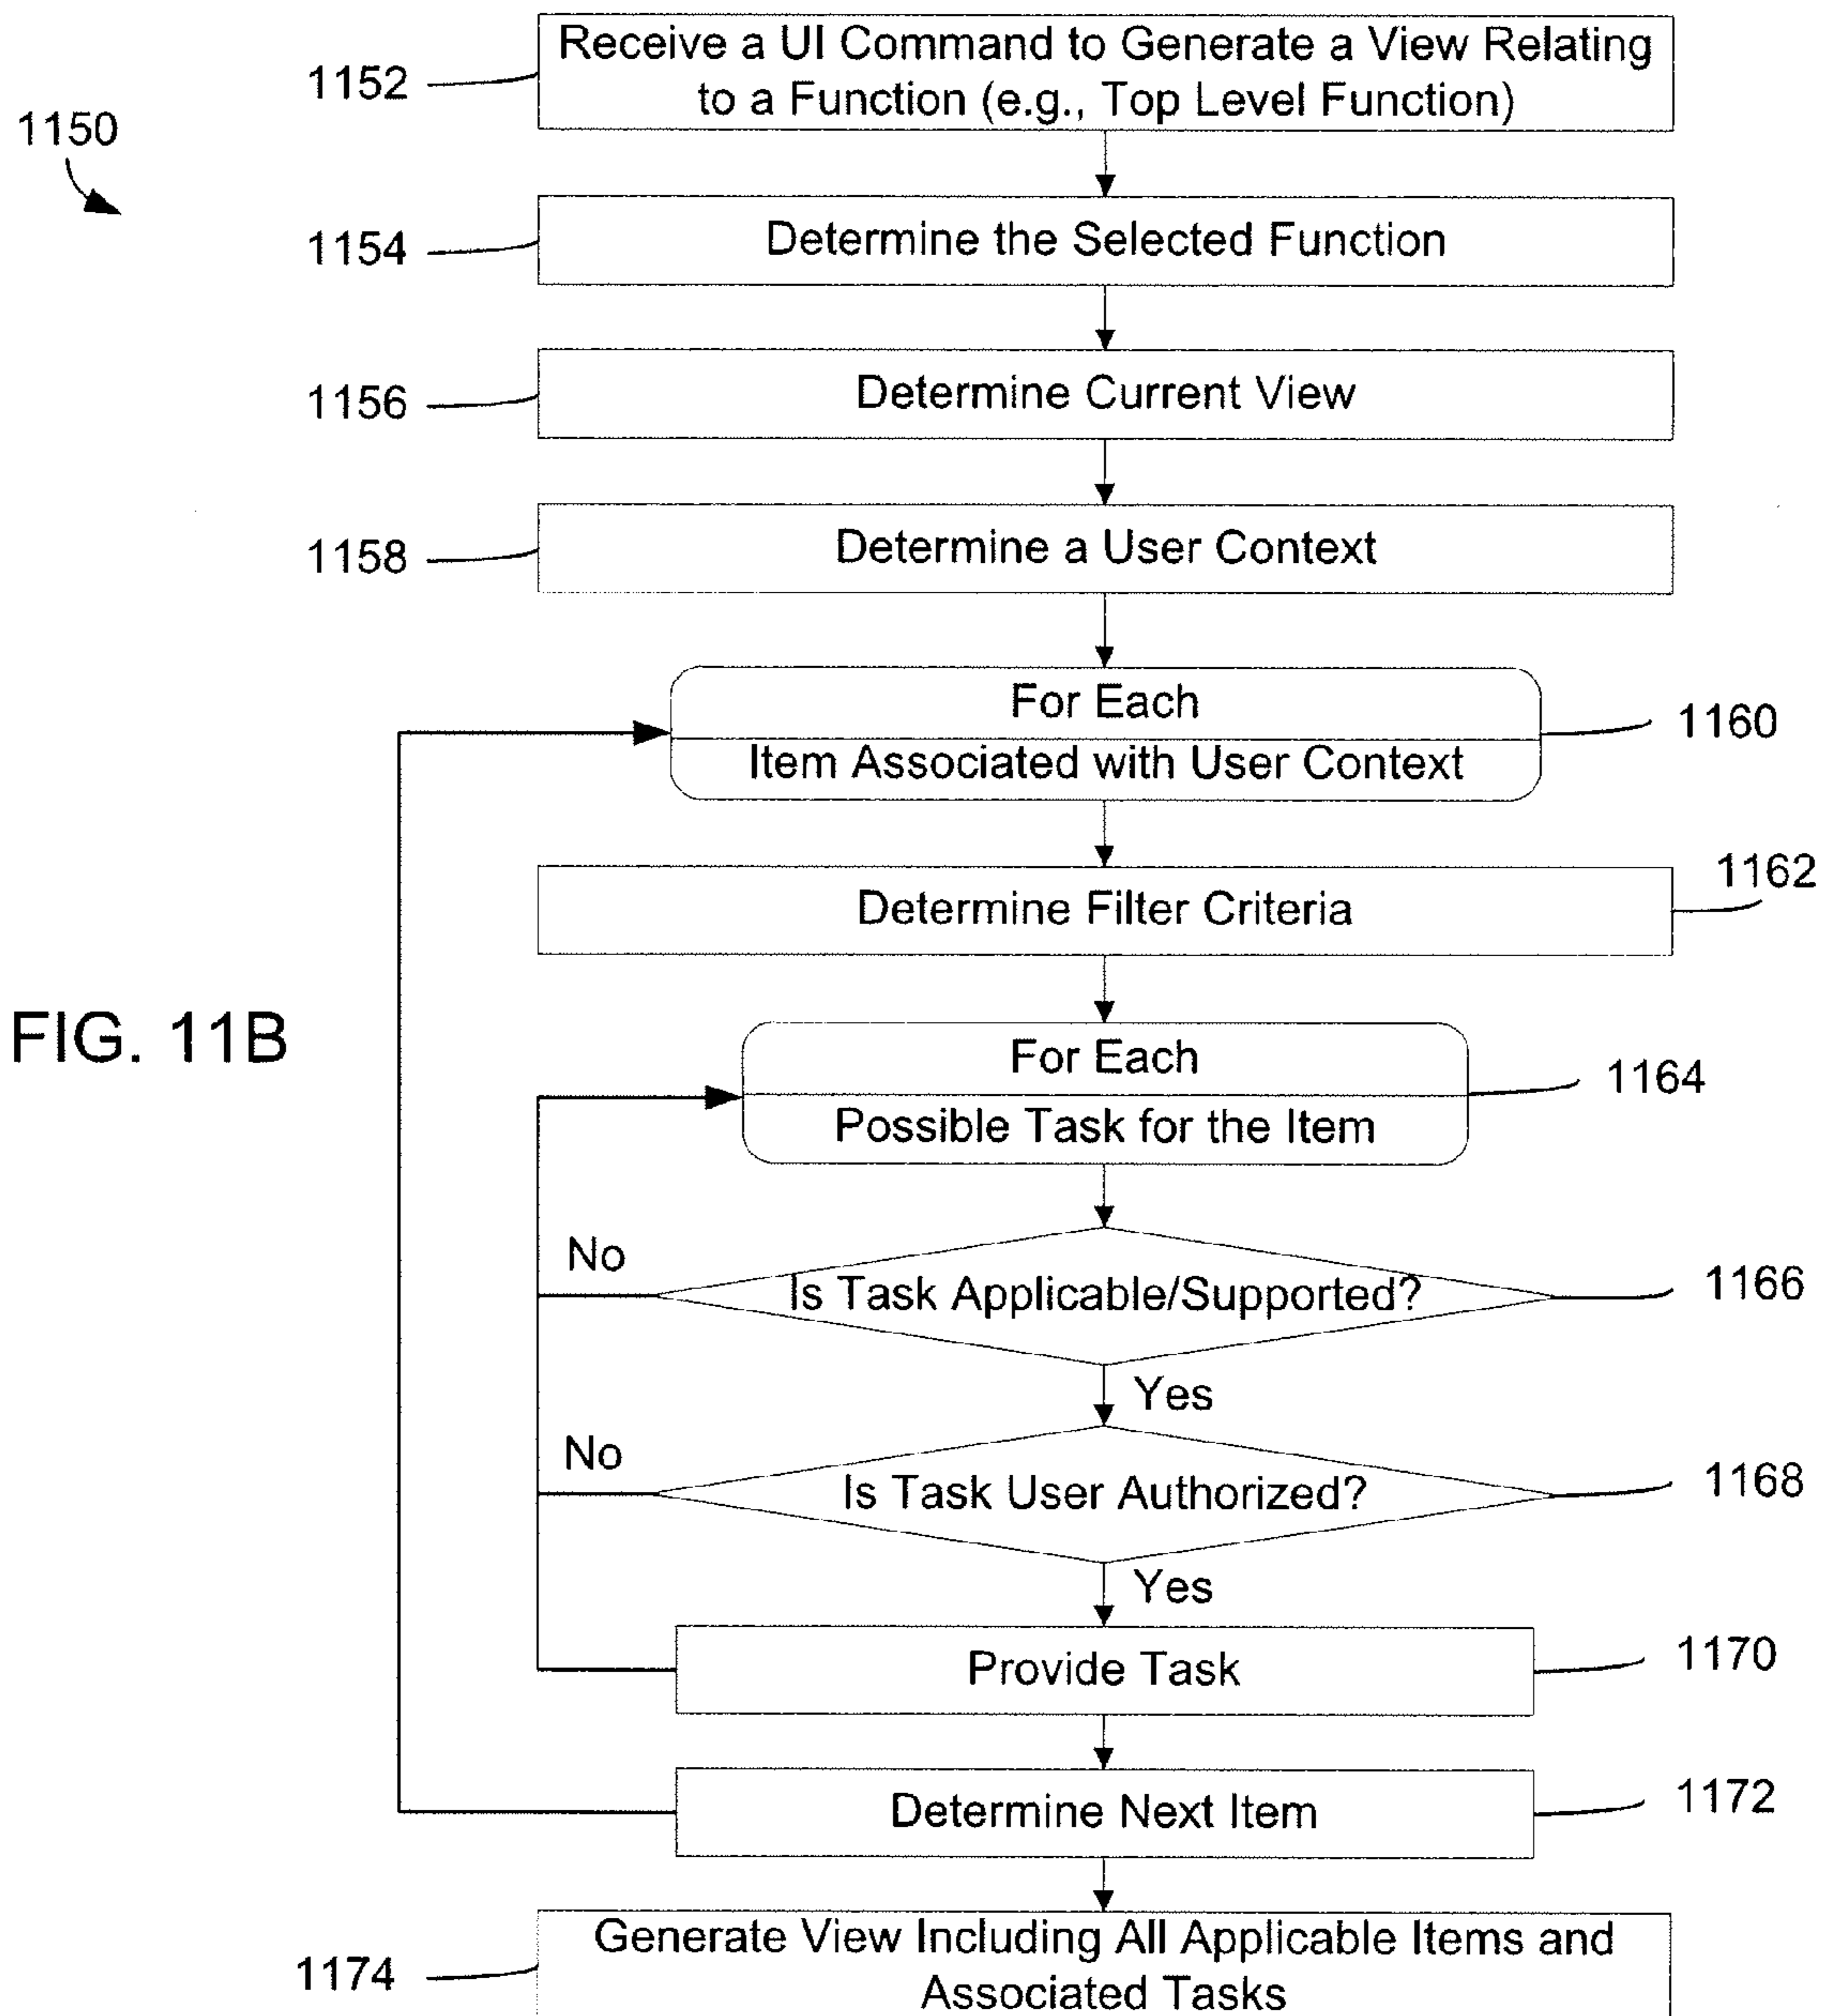 Receive a UI Command to Generate a View Relating
to a Function (e.g., Top Level Function)
1152
1150
Determine the Selected Function
1154
Determine Current View
1156
Determine a User Context
1158
For Each
Item Associated with User Context
1160
Determine Filter Criteria
1162
FIG. 11B
For Each
Possible Task for the Item
1164
No
Is Task Applicable/Supported?
1166
Yes
No
Is Task User Authorized?
1168
Yes
Provide Task
1170
Determine Next Item
1172
Generate View Including All Applicable Items and
Associated Tasks
1174